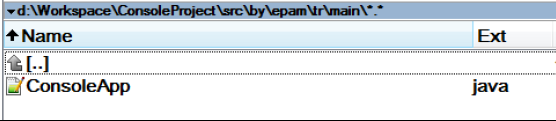 d:\Workspace\ConsoleProject\src\by\epam\tr\main\*.*
Name Ext
[..]
ConsoleApp java